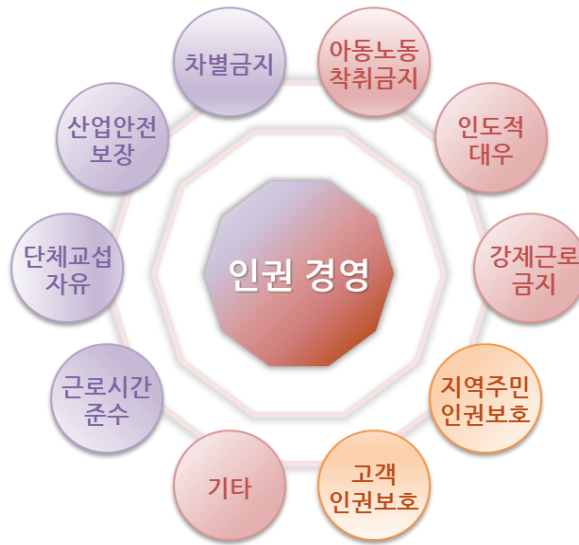 차별금지
아동노동
착취금지
산업안전
보장
인도적
대우
단체교섭
자유
인권 경영
강제근로
금지
근로시간
준수
지역주민
인권보호
기타
고객
인권보호